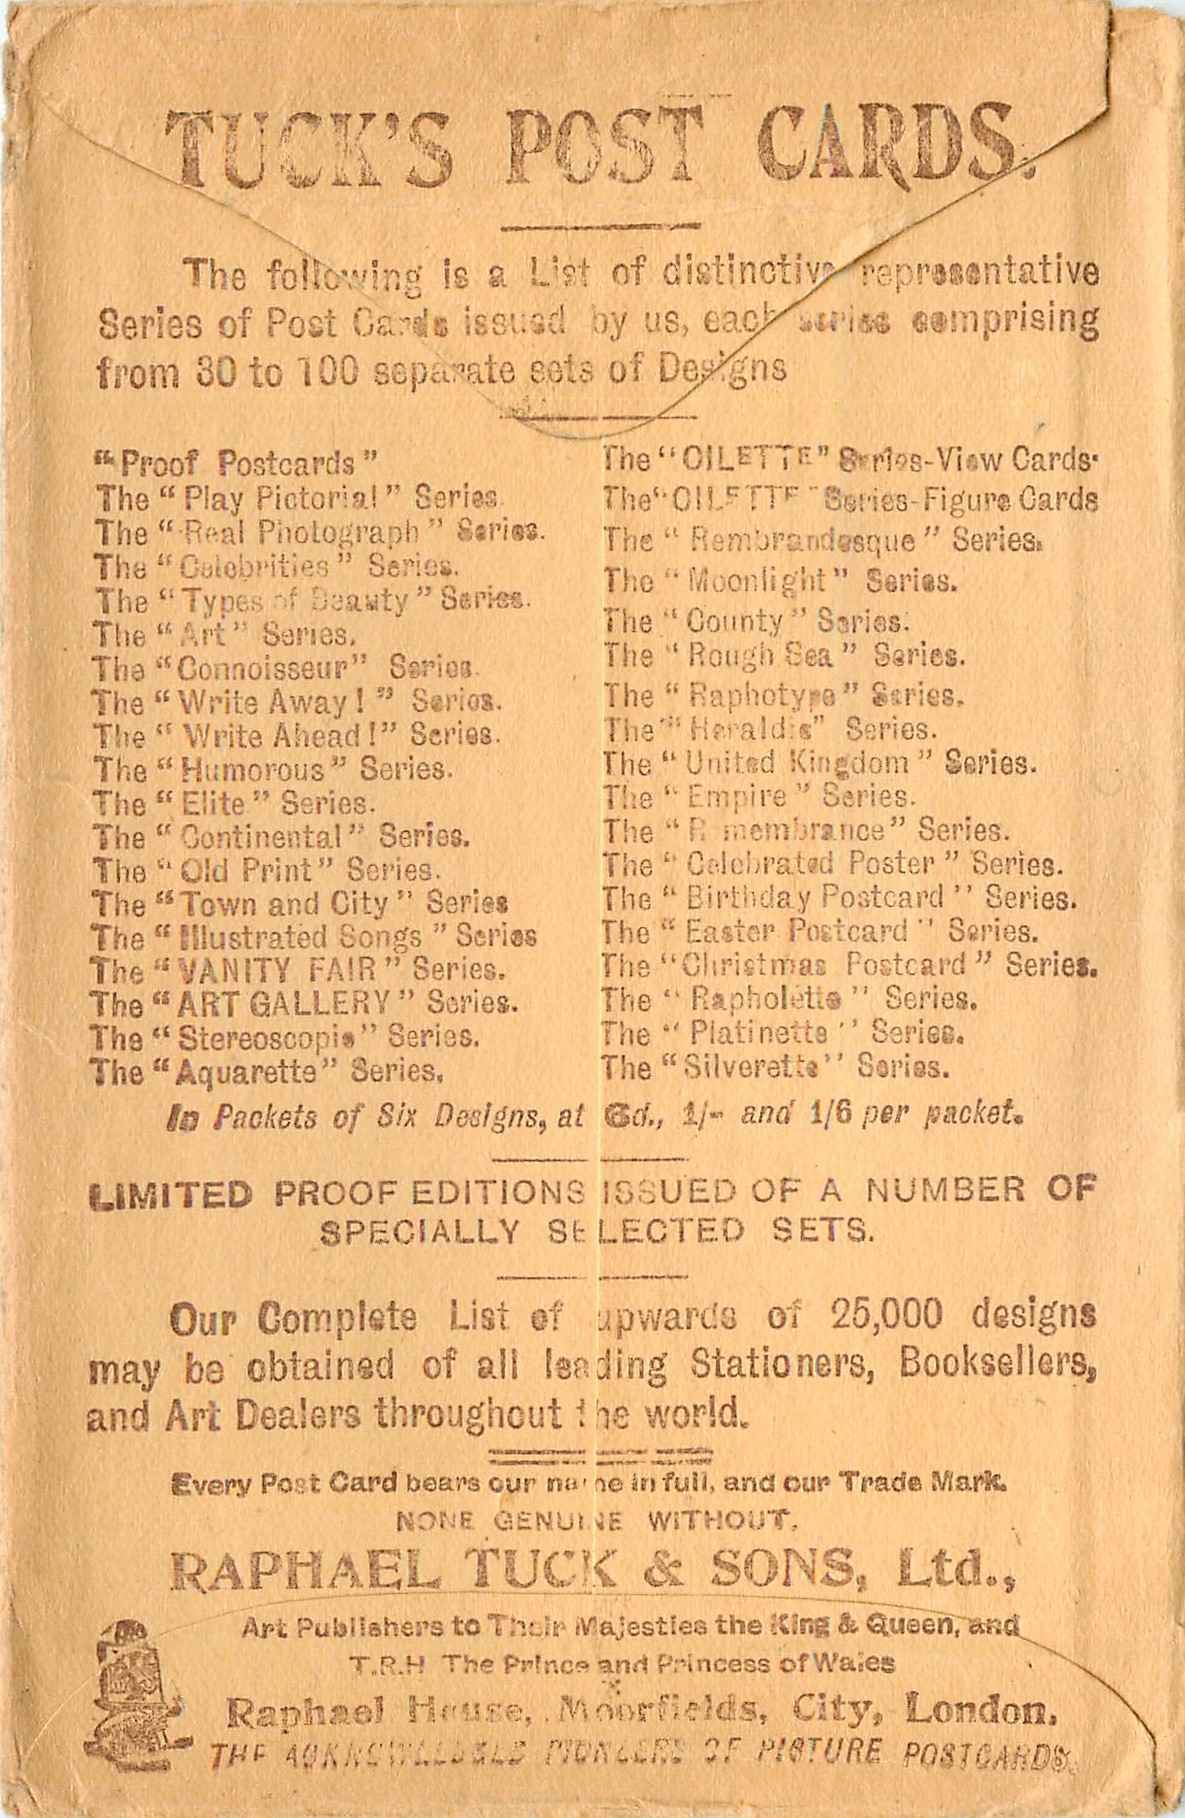 TUCK'S POST CARDS.
The following is a List of distinctive representative
Series of Post Cards issued by us, each series comprising
from 30 to 100 separate sets of Designs
"Proof Postcards"
The "Play Pictorial" Series.
The "Real Photograph" Series.
The "Celebrities" Series.
The "Types of Beauty" Series.
The "Art" Series.
The "Connoisseur" Series.
The "Write Away!" Series.
The "Write Ahead!" Series.
The "Humorous" Series.
The "Elite" Series.
The "Continental" Series.
The "Old Print" Series.
The "Town and City" Series
The "Illustrated Songs" Series
The "VANITY FAIR" Series.
The "ART GALLERY" Series.
The "Stereoscopic" Series.
The "Aquarette" Series.
The "OILETTE" Series-View Cards.
The "OILETTE" Series-Figure Cards
The "Rembrandesque" Series.
The "Moonlight" Series.
The "County" Series.
The "Rough Sea" Series.
The "Raphotype" Series.
The "Heraldic" Series.
The "United Kingdom" Series.
The "Empire" Series.
The "Remembrance" Series.
The "Celebrated Poster" Series.
The "Birthday Postcard" Series.
The "Easter Postcard" Series.
The "Christmas Postcard" Series.
The "Rapholette" Series.
The "Platinette" Series.
The "Silverette" Series.
In Packets of Six Designs, at 6d., 1/- and 1/6 per packet.
LIMITED PROOF EDITIONS ISSUED OF A NUMBER OF
SPECIALLY SELECTED SETS.
Our Complete List of upwards of 25,000 designs
may be obtained of all leading Stationers, Booksellers,
and Art Dealers throughout the world.
Every Post Card bears our name in full, and our Trade Mark.
NONE GENUINE WITHOUT.
RAPHAEL TUCK & SONS, Ltd.,
Art Publishers to Their Majesties the King & Queen, and
T.R.H The Prince and Princess of Wales
Raphael House, Moorfields, City, London.
THE ACKNOWLEDGED PIONEERS OF PICTURE POSTCARDS.